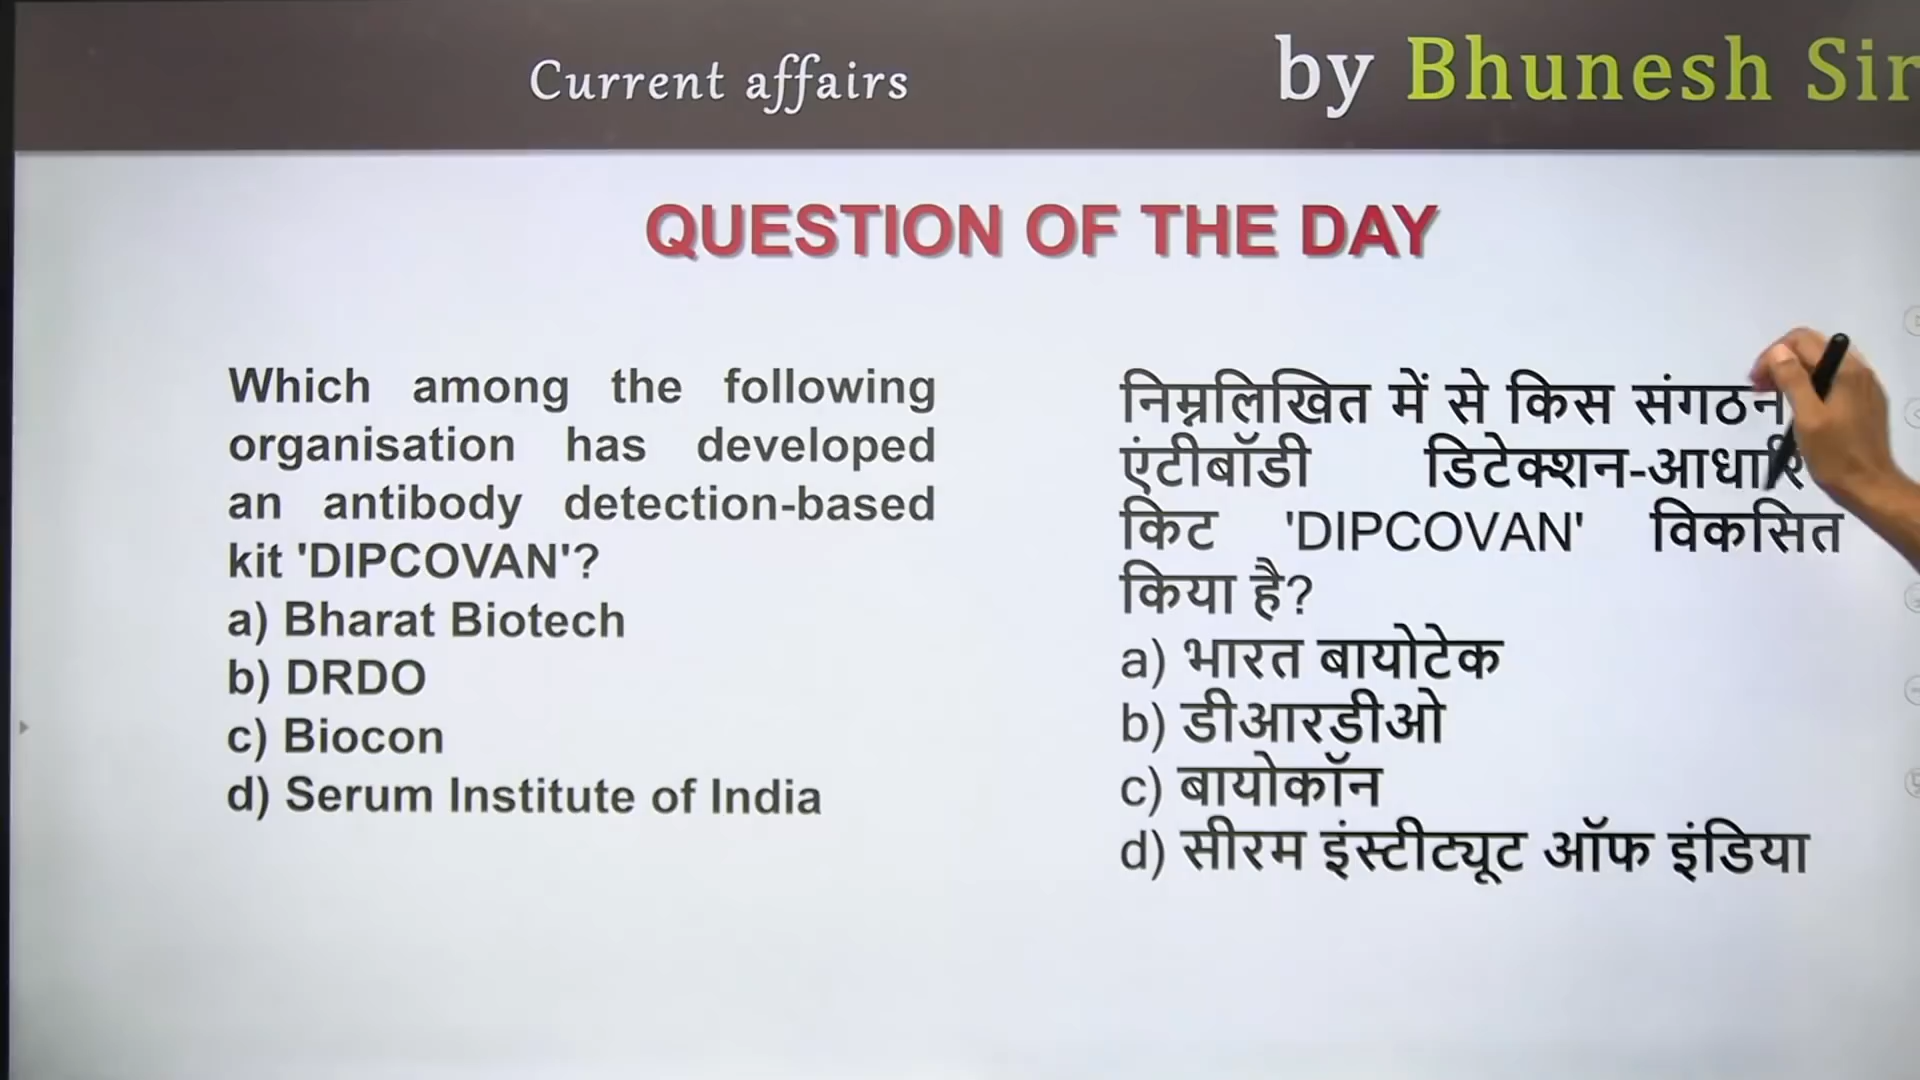 Current affairs
by Bhunesh Sir
QUESTION OF THE DAY
Which among the following
organisation has developed
an antibody detection-based
kit 'DIPCOVAN'?
a) Bharat Biotech
b) DRDO
c) Biocon
d) Serum Institute of India
निम्नलिखित में से किस संगठन
एंटीबॉडी
किट 'DIPCOVAN' विकसित
किया है?
a) भारत बायोटेक
b) डीआरडीओ
c) बायोकॉन
d) सीरम इंस्टीट्यूट ऑफ इंडिया